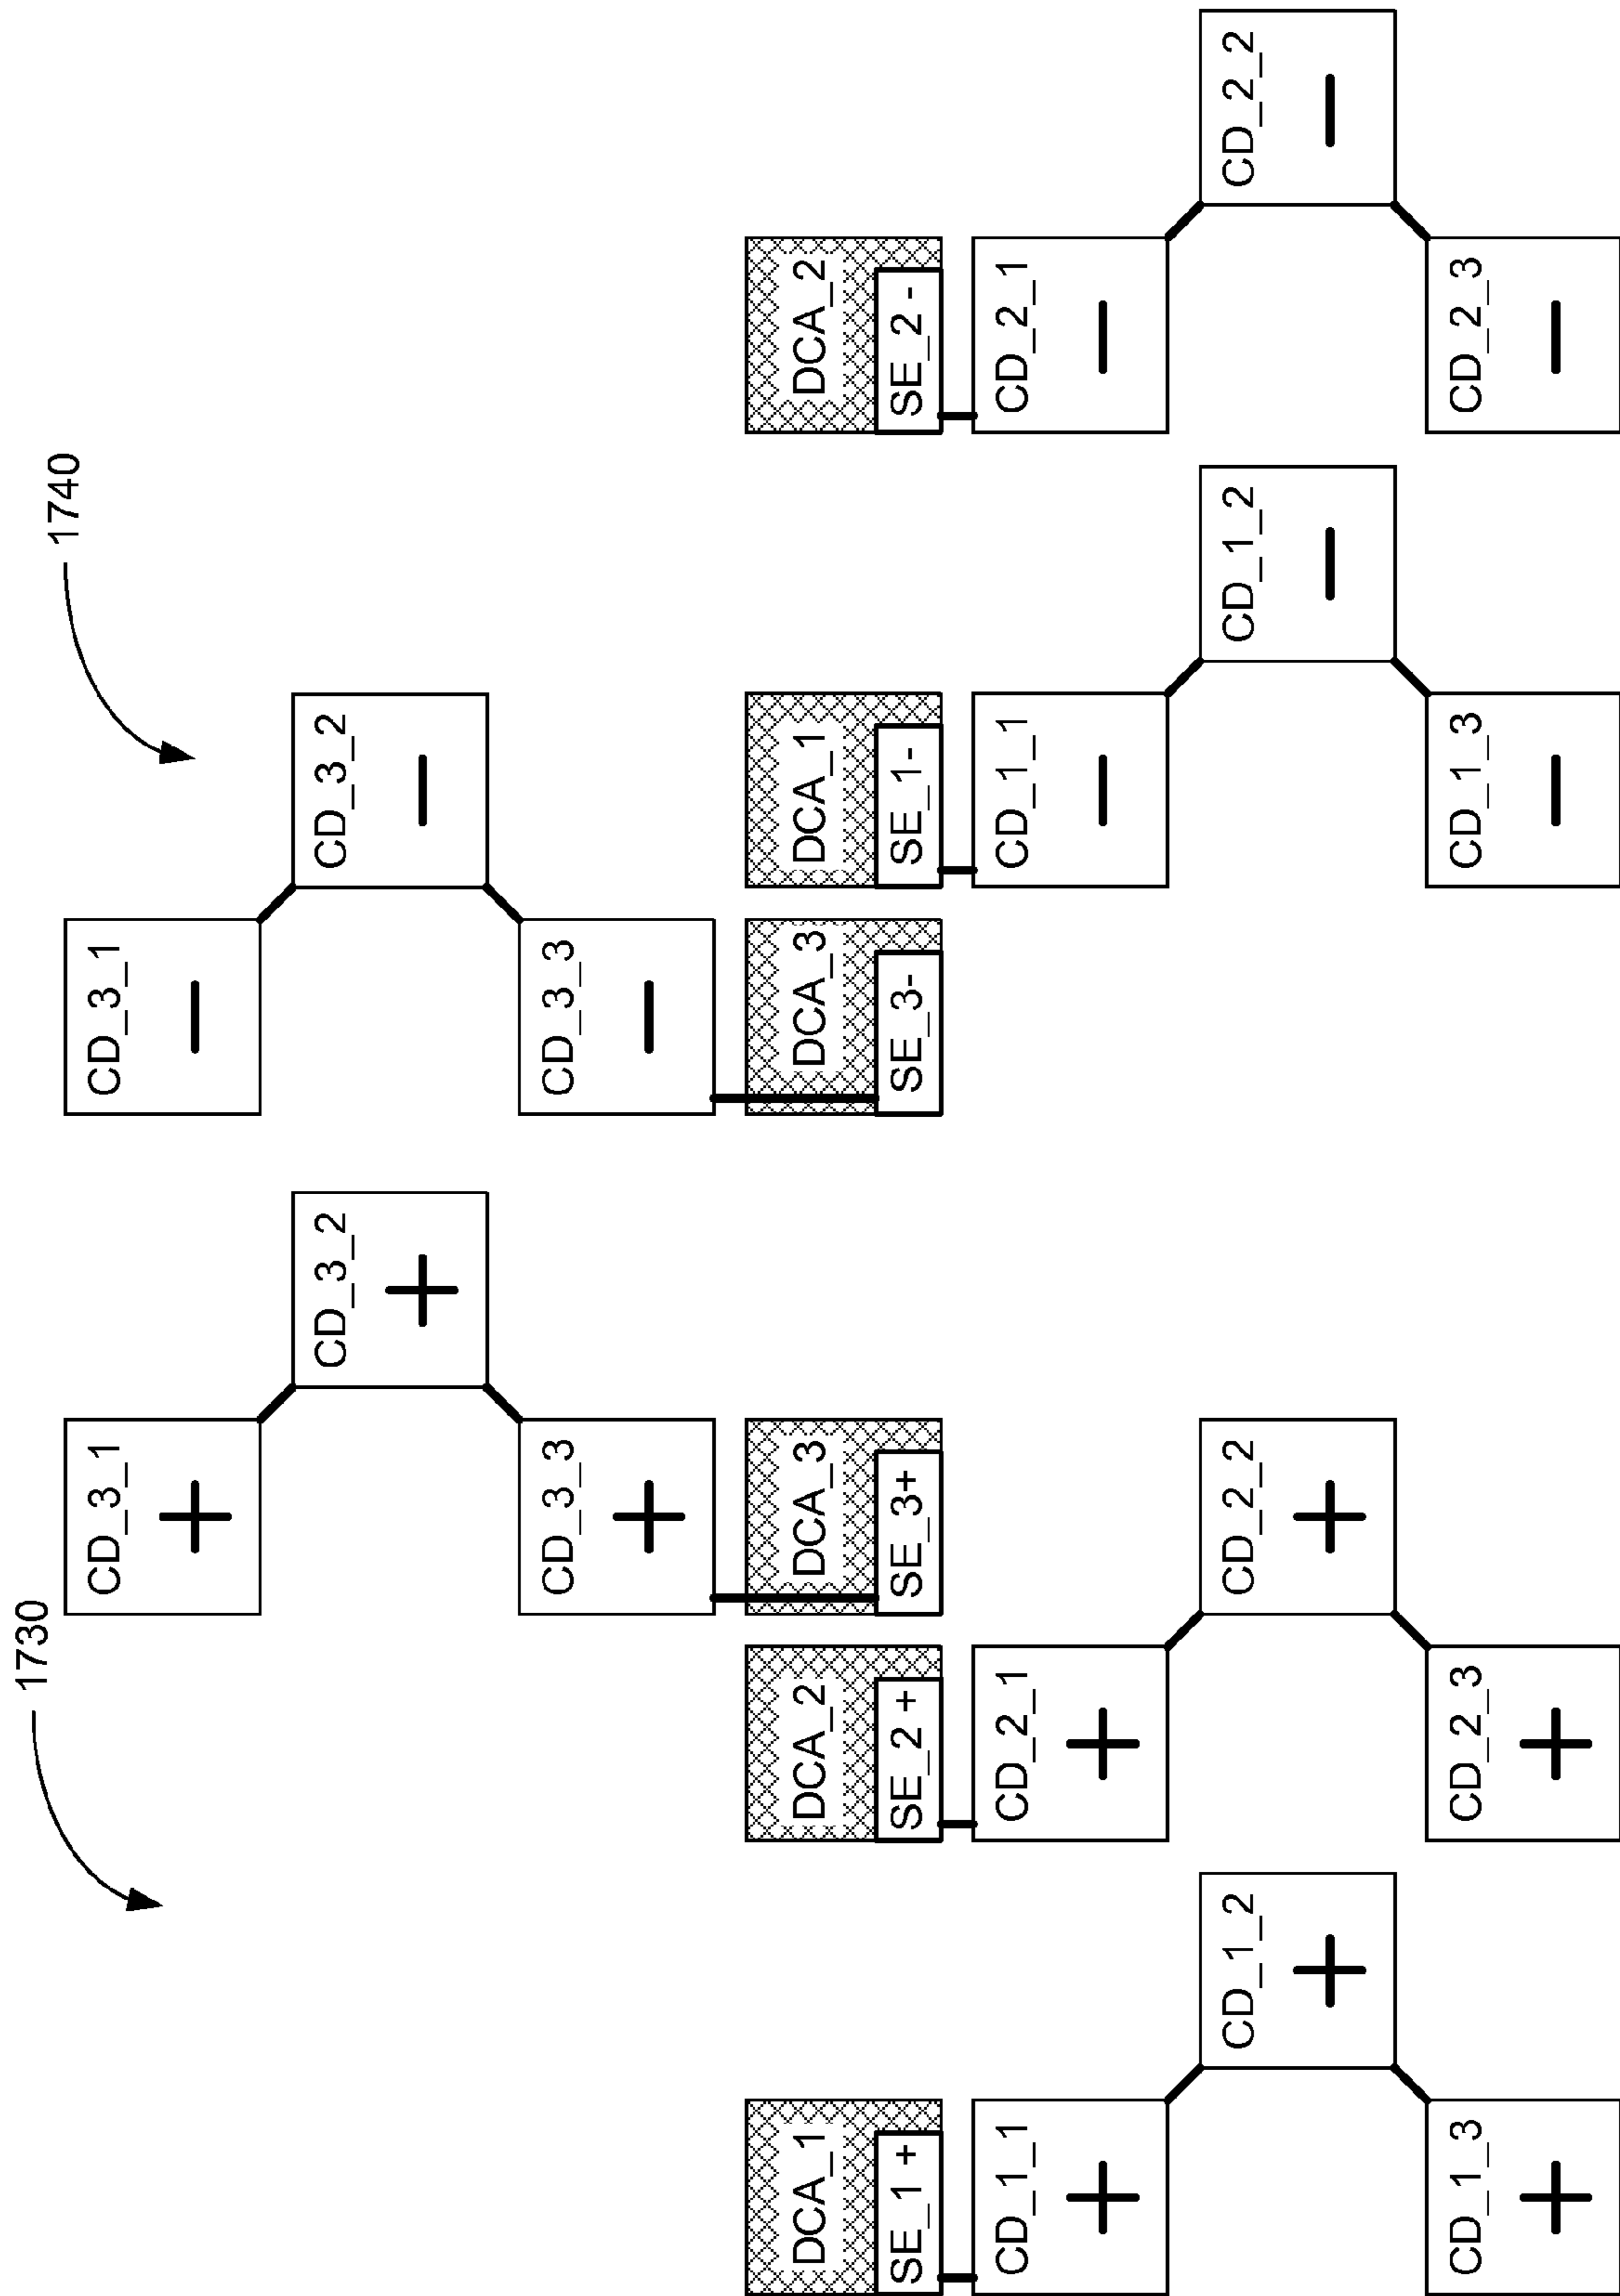 1730
1740
CD_3_1 CD_3_1
+ −
CD_3_2 CD_3_2
+ −
CD_3_3 CD_3_3
+ −
DCA_1 DCA_2 DCA_3 DCA_3 DCA_1 DCA_2
SE_1 + SE_2 + SE_3+ SE_3- SE_1- SE_2 -
CD_1_1 CD_2_1 CD_1_1 CD_2_1
+ + − −
CD_1_2 CD_2_2 CD_1_2 CD_2_2
+ + − −
CD_1_3 CD_2_3 CD_1_3 CD_2_3
+ + − −